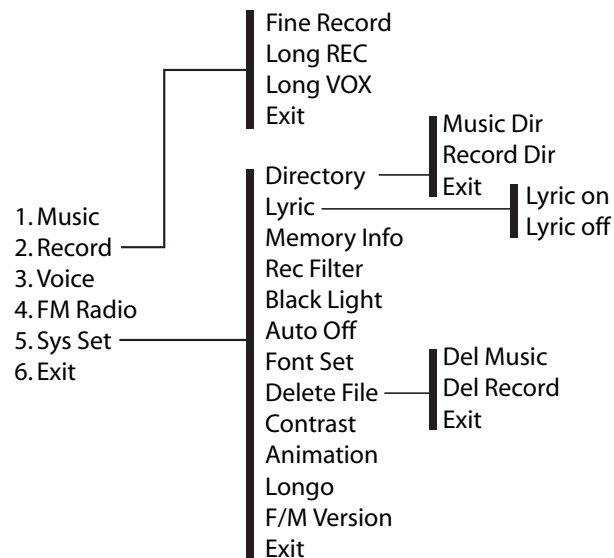 Fine Record
Long REC
Long VOX
Exit
Music Dir
Record Dir
Exit
Directory
Lyric
Lyric on
Lyric off
Memory Info
Rec Filter
Black Light
Auto Off
Font Set
Delete File
Contrast
Animation
Longo
F/M Version
Exit
1. Music
2. Record
3. Voice
4. FM Radio
5. Sys Set
6. Exit
Del Music
Del Record
Exit